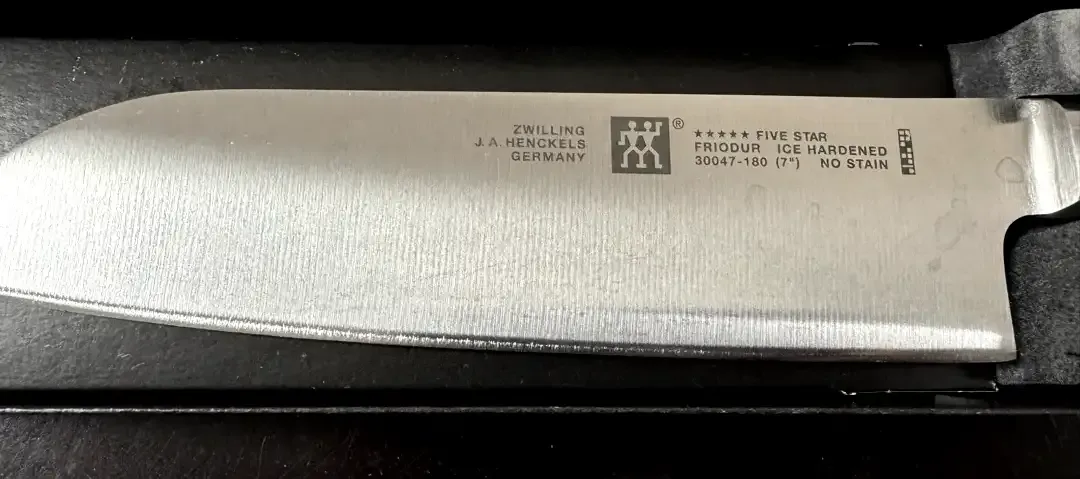 ZWILLING
J.A. HENCKELS
GERMANY
®
★★★★★ FIVE STAR
FRIODUR ICE HARDENED
30047-180 (7") NO STAIN